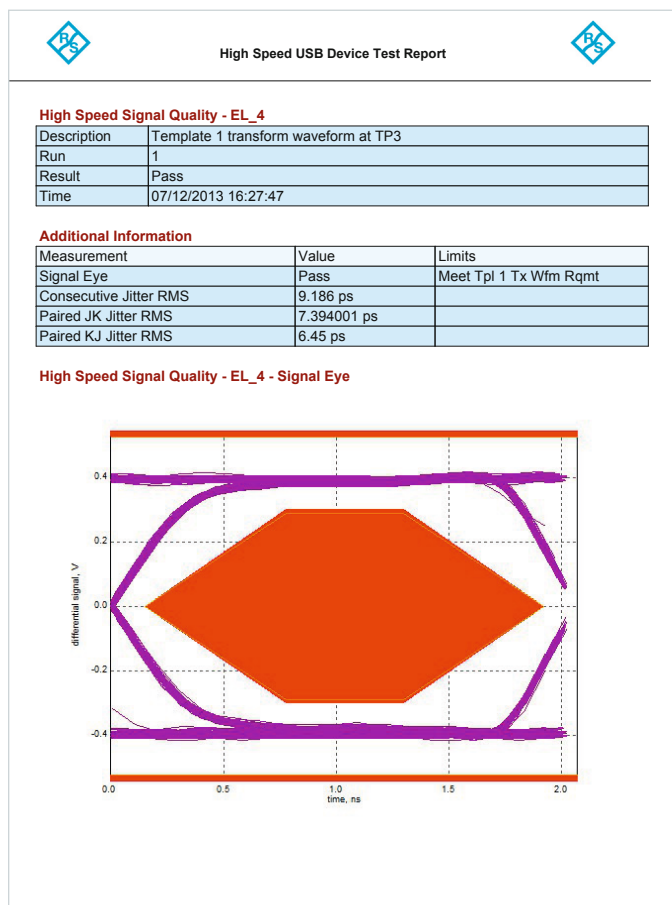 R/S
High Speed USB Device Test Report
R/S
High Speed Signal Quality - EL_4
Description Template 1 transform waveform at TP3
Run 1
Result Pass
Time 07/12/2013 16:27:47
Additional Information
Measurement Value Limits
Signal Eye Pass Meet Tpl 1 Tx Wfm Rqmt
Consecutive Jitter RMS 9.186 ps
Paired JK Jitter RMS 7.394001 ps
Paired KJ Jitter RMS 6.45 ps
High Speed Signal Quality - EL_4 - Signal Eye
0.4
0.2
0.0
-0.2
-0.4
differential signal, V
0.0 0.5 1.0 1.5 2.0
time, ns